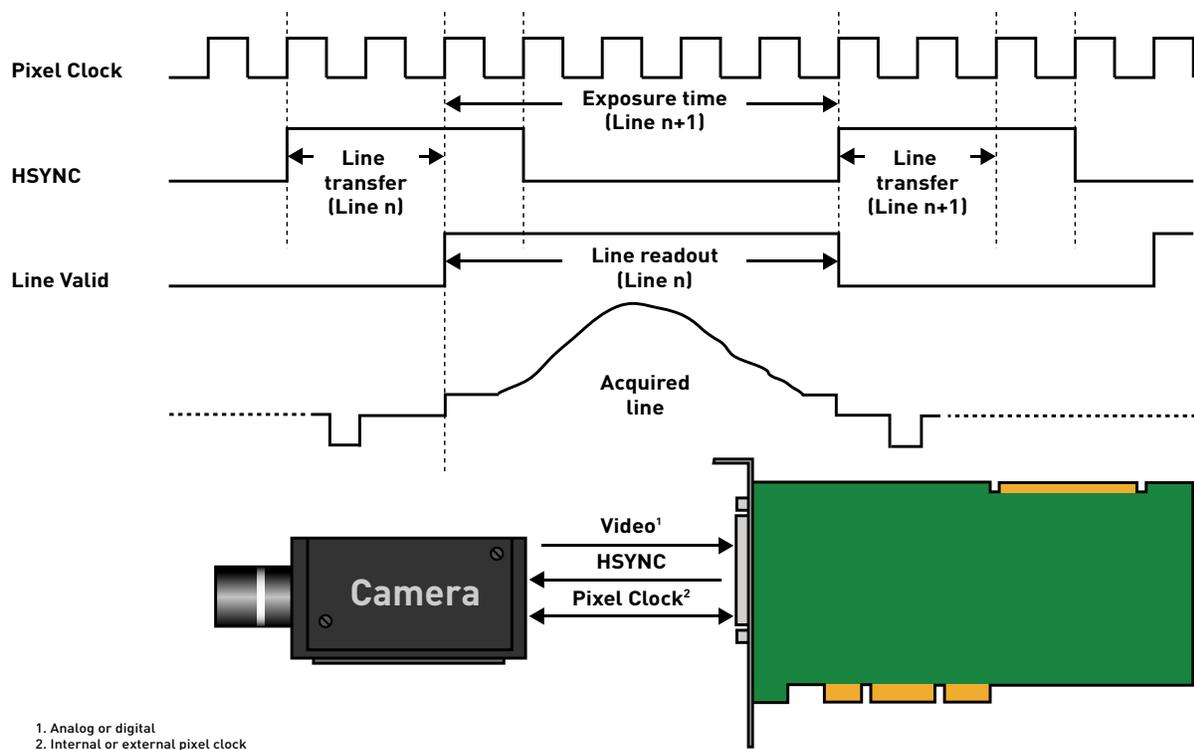 Pixel Clock
Exposure time
(Line n+1)
HSYNC
Line
transfer
(Line n)
Line
transfer
(Line n+1)
Line Valid
Line readout
(Line n)
Acquired
line
Video¹
HSYNC
Pixel Clock²
Camera
1. Analog or digital
2. Internal or external pixel clock